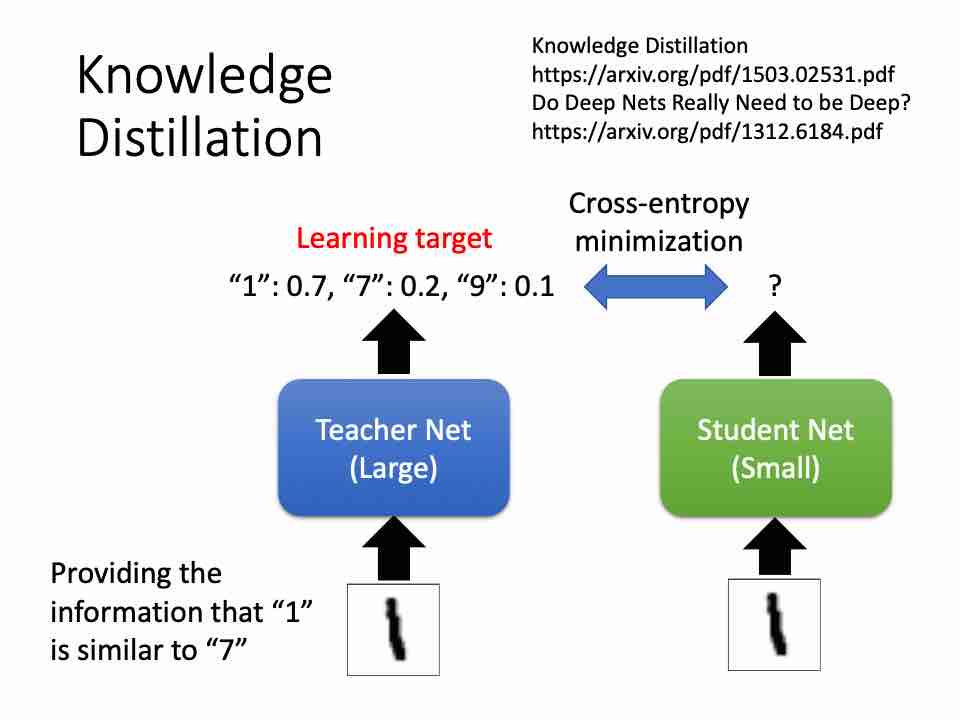 Knowledge
Distillation
Knowledge Distillation
https://arxiv.org/pdf/1503.02531.pdf
Do Deep Nets Really Need to be Deep?
https://arxiv.org/pdf/1312.6184.pdf
Cross-entropy
minimization
Learning target
“1”: 0.7, “7”: 0.2, “9”: 0.1
?
Teacher Net
(Large)
Student Net
(Small)
Providing the
information that “1”
is similar to “7”